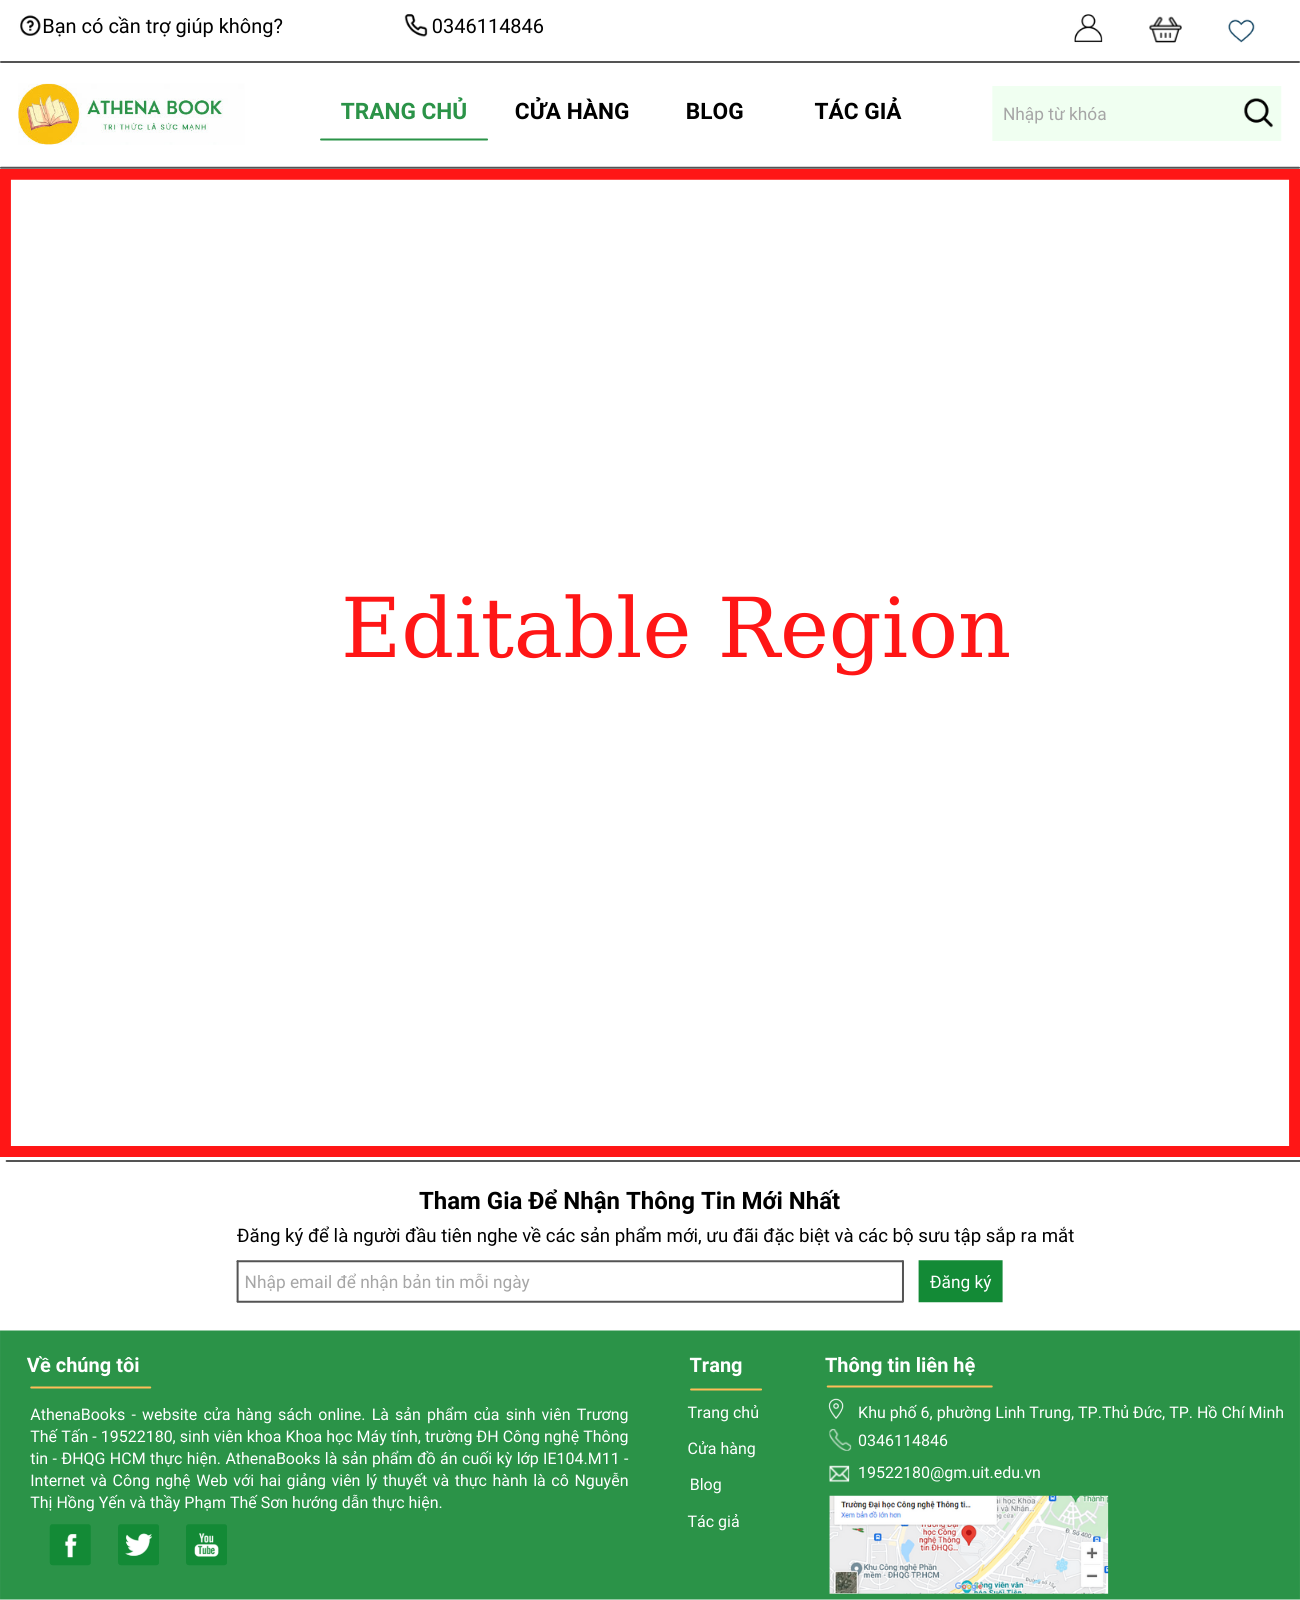 Bạn có cần trợ giúp không?
0346114846
ATHENA BOOK
TRI THỨC LÀ SỨC MẠNH
TRANG CHỦ
CỬA HÀNG
BLOG
TÁC GIẢ
Nhập từ khóa
Editable Region
Tham Gia Để Nhận Thông Tin Mới Nhất
Đăng ký để là người đầu tiên nghe về các sản phẩm mới, ưu đãi đặc biệt và các bộ sưu tập sắp ra mắt
Nhập email để nhận bản tin mỗi ngày
Đăng ký
Về chúng tôi
AthenaBooks - website cửa hàng sách online. Là sản phẩm của sinh viên Trương
Thế Tấn - 19522180, sinh viên khoa Khoa học Máy tính, trường ĐH Công nghệ Thông
tin - ĐHQG HCM thực hiện. AthenaBooks là sản phẩm đồ án cuối kỳ lớp IE104.M11 -
Internet và Công nghệ Web với hai giảng viên lý thuyết và thực hành là cô Nguyễn
Thị Hồng Yến và thầy Phạm Thế Sơn hướng dẫn thực hiện.
You
Tube
Trang
Trang chủ
Cửa hàng
Blog
Tác giả
Thông tin liên hệ
Khu phố 6, phường Linh Trung, TP.Thủ Đức, TP. Hồ Chí Minh
0346114846
19522180@gm.uit.edu.vn
Trường Đại học Công nghệ Thông ti...
Xem bản đồ lớn hơn
Trường Đại
học Công
nghệ Thông
tin ĐHQG...
Khu Công nghệ Phần
mềm - ĐHQG TP.HCM